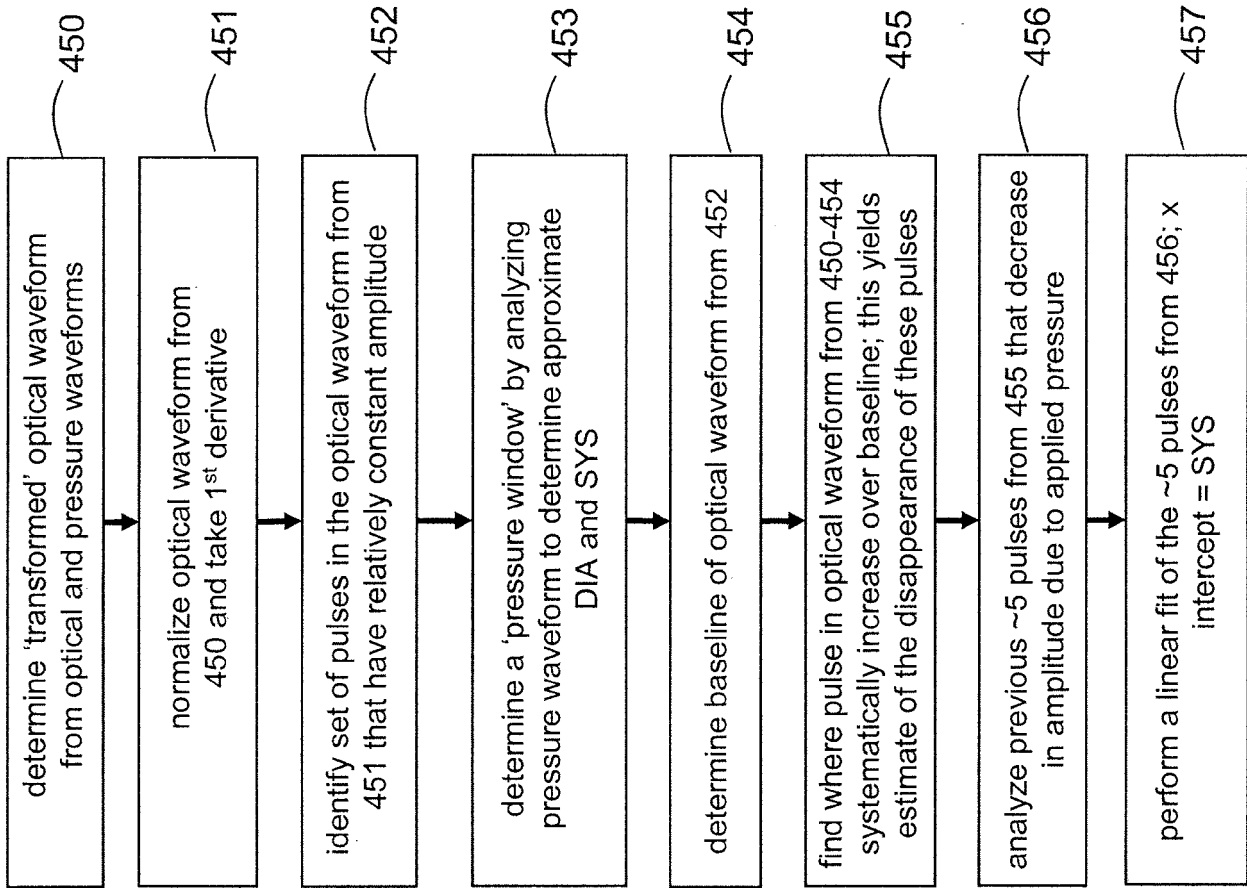 determine 'transformed' optical waveform
from optical and pressure waveforms
450
normalize optical waveform from
450 and take 1st derivative
451
identify set of pulses in the optical waveform from
451 that have relatively constant amplitude
452
determine a 'pressure window' by analyzing
pressure waveform to determine approximate
DIA and SYS
453
determine baseline of optical waveform from 452
454
find where pulse in optical waveform from 450-454
systematically increase over baseline; this yields
estimate of the disappearance of these pulses
455
analyze previous ~5 pulses from 455 that decrease
in amplitude due to applied pressure
456
perform a linear fit of the ~5 pulses from 456; x
intercept = SYS
457